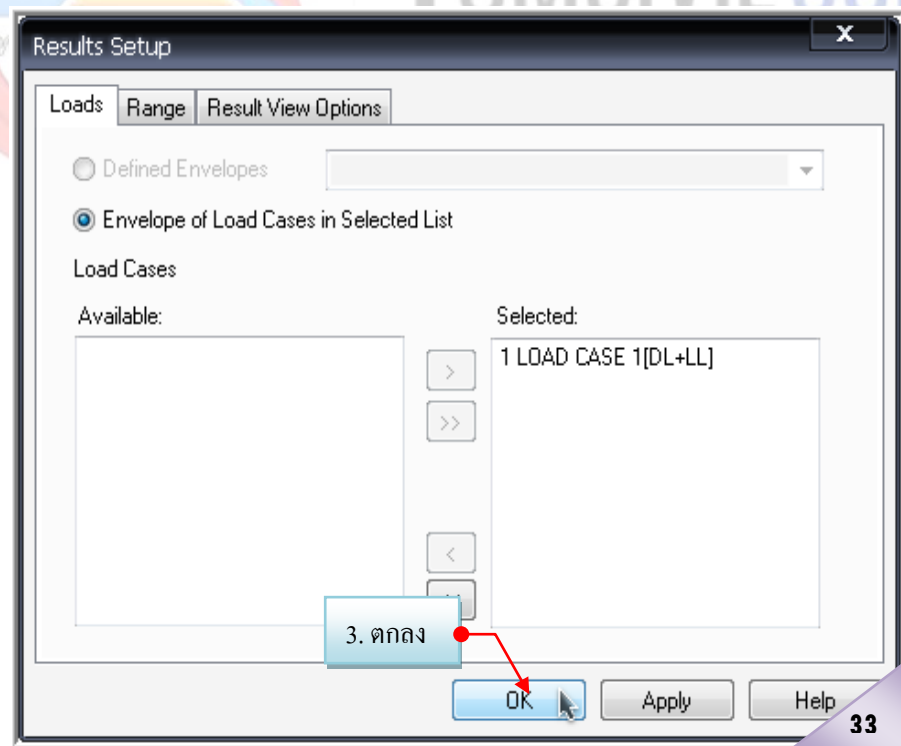 Results Setup
x
Loads Range Result View Options
Defined Envelopes
Envelope of Load Cases in Selected List
Load Cases
Available: Selected:
1 LOAD CASE 1[DL+LL]
>
>>
<
3. ตกลง
OK Apply Help
33